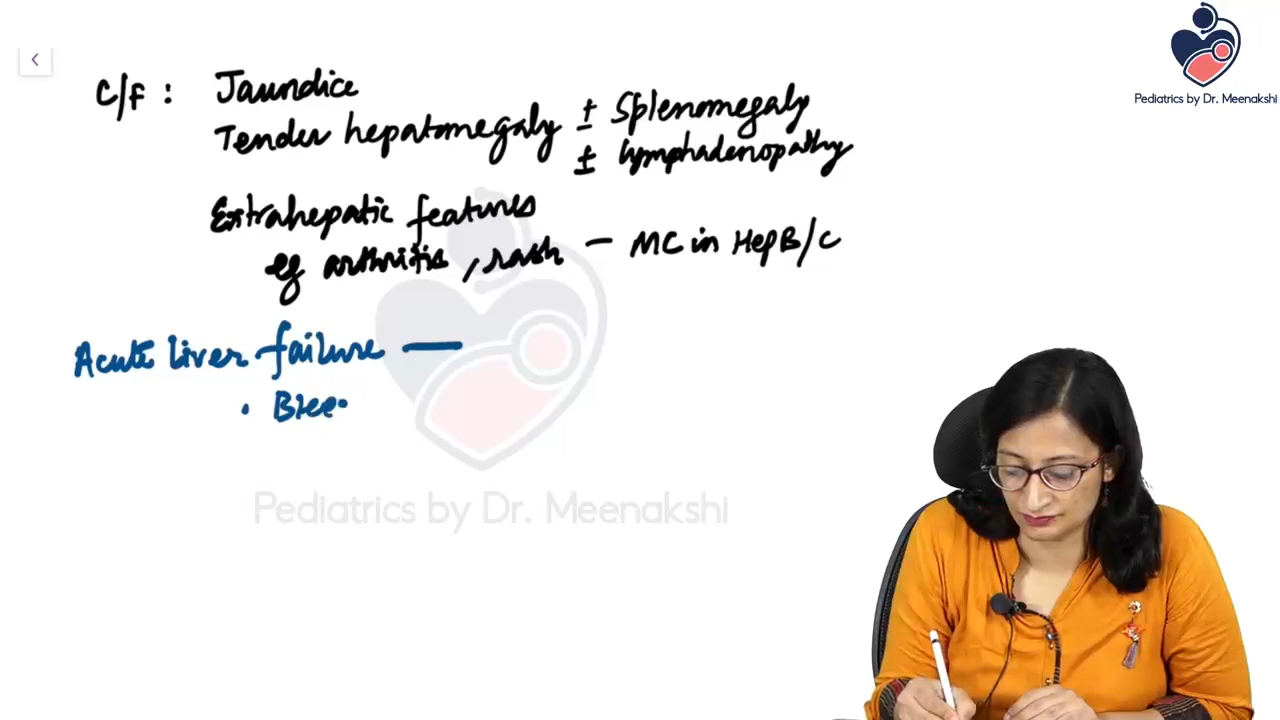 C/F : Jaundice
Tender hepatomegaly ± Splenomegaly
± lymphadenopathy
Extrahepatic features
eg arthritis, rash – MC in HepB/C
Acute liver failure —
• Blee
Pediatrics by Dr. Meenakshi
Pediatrics by Dr. Meenakshi